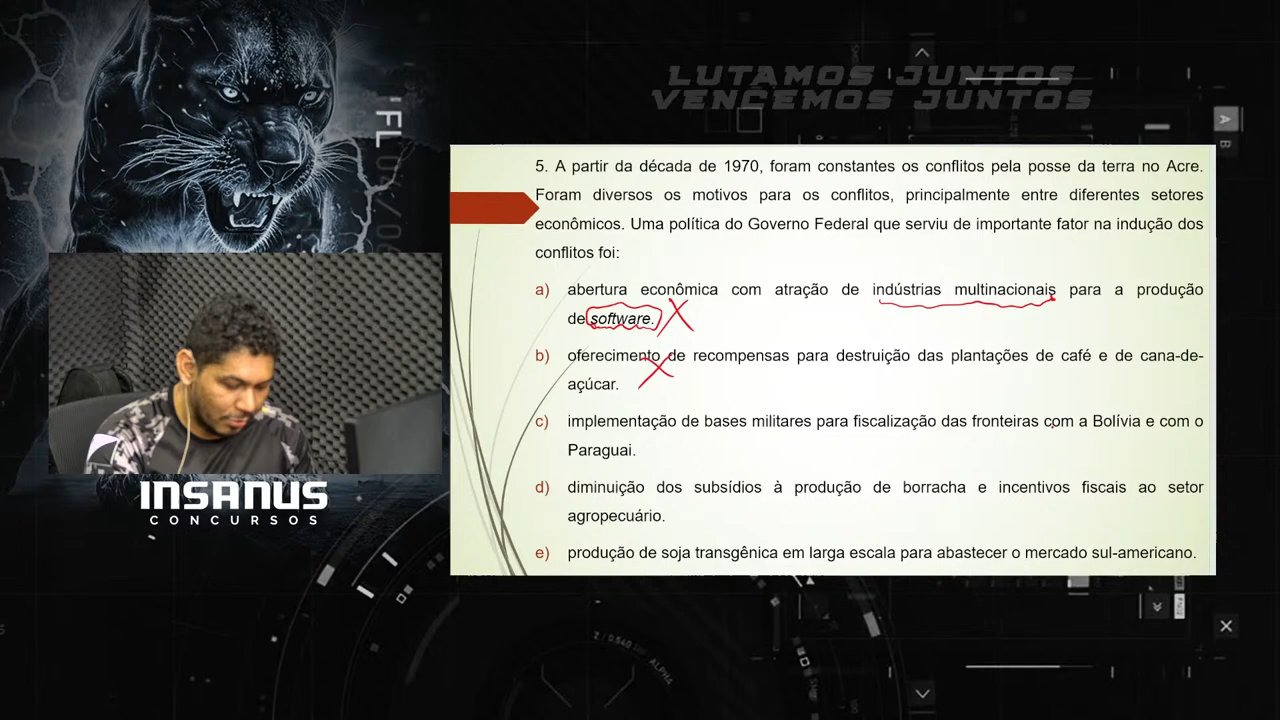 LUTAMOS JUNTOS
VENCEMOS JUNTOS
5. A partir da década de 1970, foram constantes os conflitos pela posse da terra no Acre.
Foram diversos os motivos para os conflitos, principalmente entre diferentes setores
econômicos. Uma política do Governo Federal que serviu de importante fator na indução dos
conflitos foi:
a) abertura econômica com atração de indústrias multinacionais para a produção
de software.
b) oferecimento de recompensas para destruição das plantações de café e de cana-de-
açúcar.
c) implementação de bases militares para fiscalização das fronteiras com a Bolívia e com o
Paraguai.
d) diminuição dos subsídios à produção de borracha e incentivos fiscais ao setor
agropecuário.
e) produção de soja transgênica em larga escala para abastecer o mercado sul-americano.
INSANUS
CONCURSOS
A
B
Z / 0.540
ALPHA